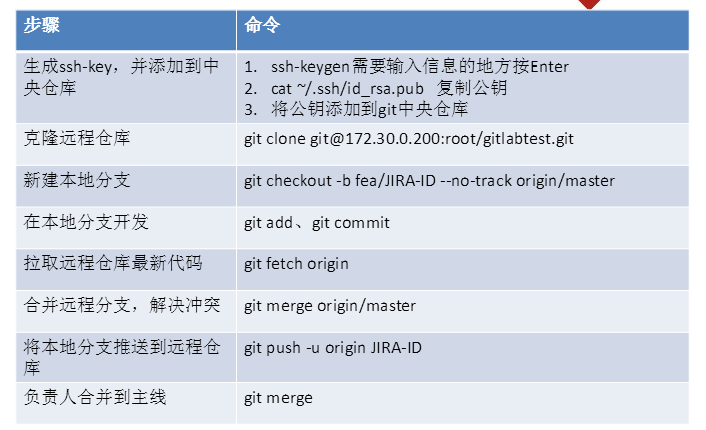 步骤 命令
生成ssh-key，并添加到中
央仓库
1. ssh-keygen需要输入信息的地方按Enter
2. cat ~/.ssh/id_rsa.pub 复制公钥
3. 将公钥添加到git中央仓库
克隆远程仓库 git clone git@172.30.0.200:root/gitlabtest.git
新建本地分支 git checkout -b fea/JIRA-ID --no-track origin/master
在本地分支开发 git add、git commit
拉取远程仓库最新代码 git fetch origin
合并远程分支，解决冲突 git merge origin/master
将本地分支推送到远程仓
库
git push -u origin JIRA-ID
负责人合并到主线 git merge